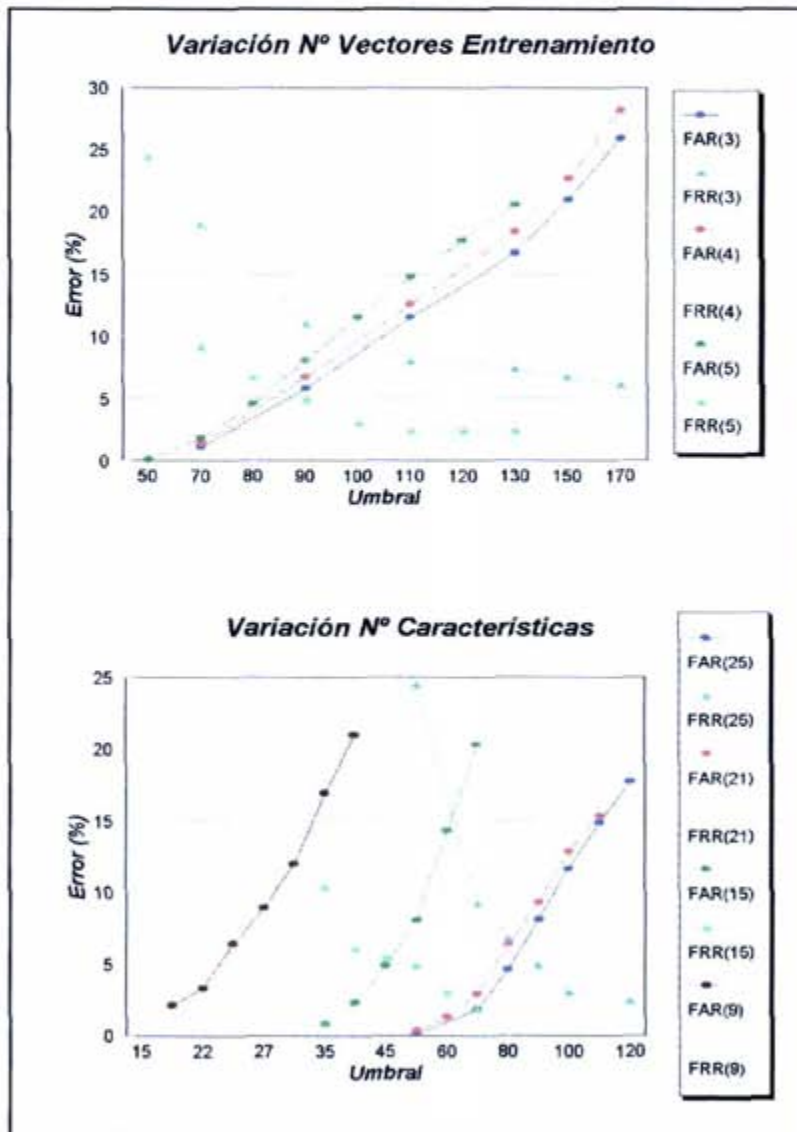 Variación Nº Vectores Entrenamiento
30
25
20
15
10
5
0
Error (%)
50 70 80 90 100 110 120 130 150 170
Umbral
FAR(3)
FRR(3)
FAR(4)
FRR(4)
FAR(5)
FRR(5)
Variación Nº Características
25
20
15
10
5
0
Error (%)
15 22 27 35 45 60 80 100 120
Umbral
FAR(25)
FRR(25)
FAR(21)
FRR(21)
FAR(15)
FRR(15)
FAR(9)
FRR(9)